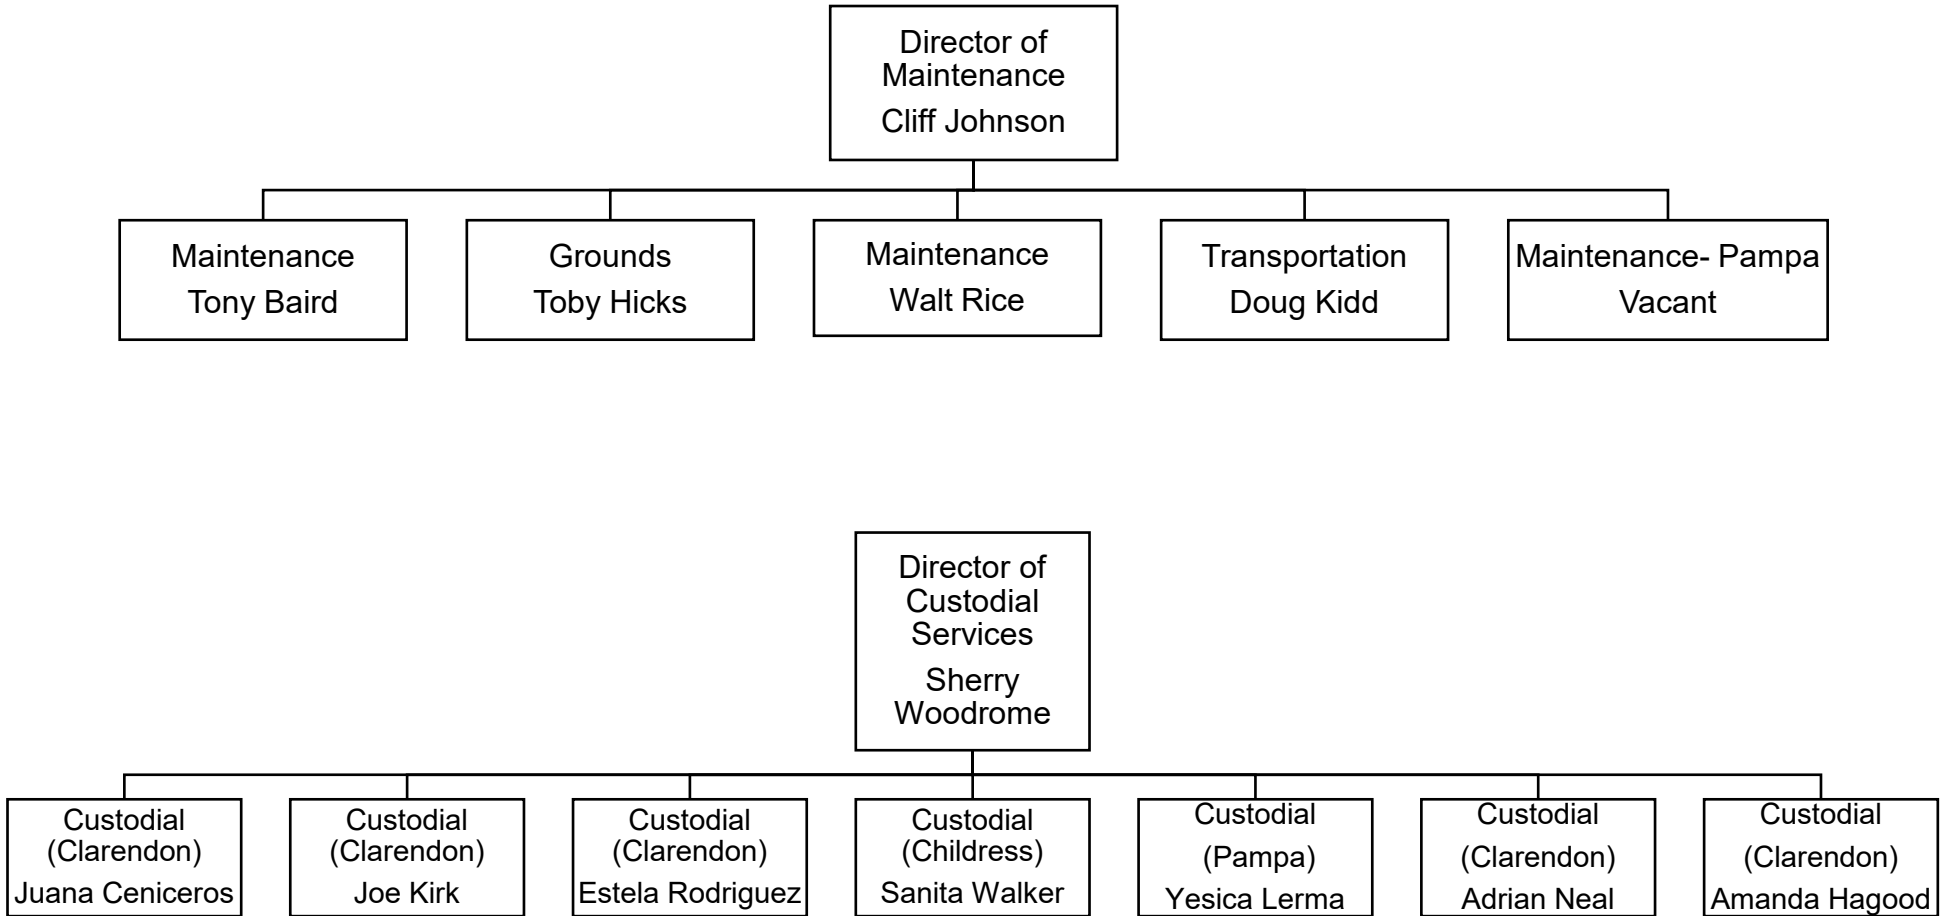 Director of
Maintenance
Cliff Johnson
Maintenance
Tony Baird
Grounds
Toby Hicks
Maintenance
Walt Rice
Transportation
Doug Kidd
Maintenance- Pampa
Vacant
Director of
Custodial
Services
Sherry
Woodrome
Custodial
(Clarendon)
Juana Ceniceros
Custodial
(Clarendon)
Joe Kirk
Custodial
(Clarendon)
Estela Rodriguez
Custodial
(Childress)
Sanita Walker
Custodial
(Pampa)
Yesica Lerma
Custodial
(Clarendon)
Adrian Neal
Custodial
(Clarendon)
Amanda Hagood